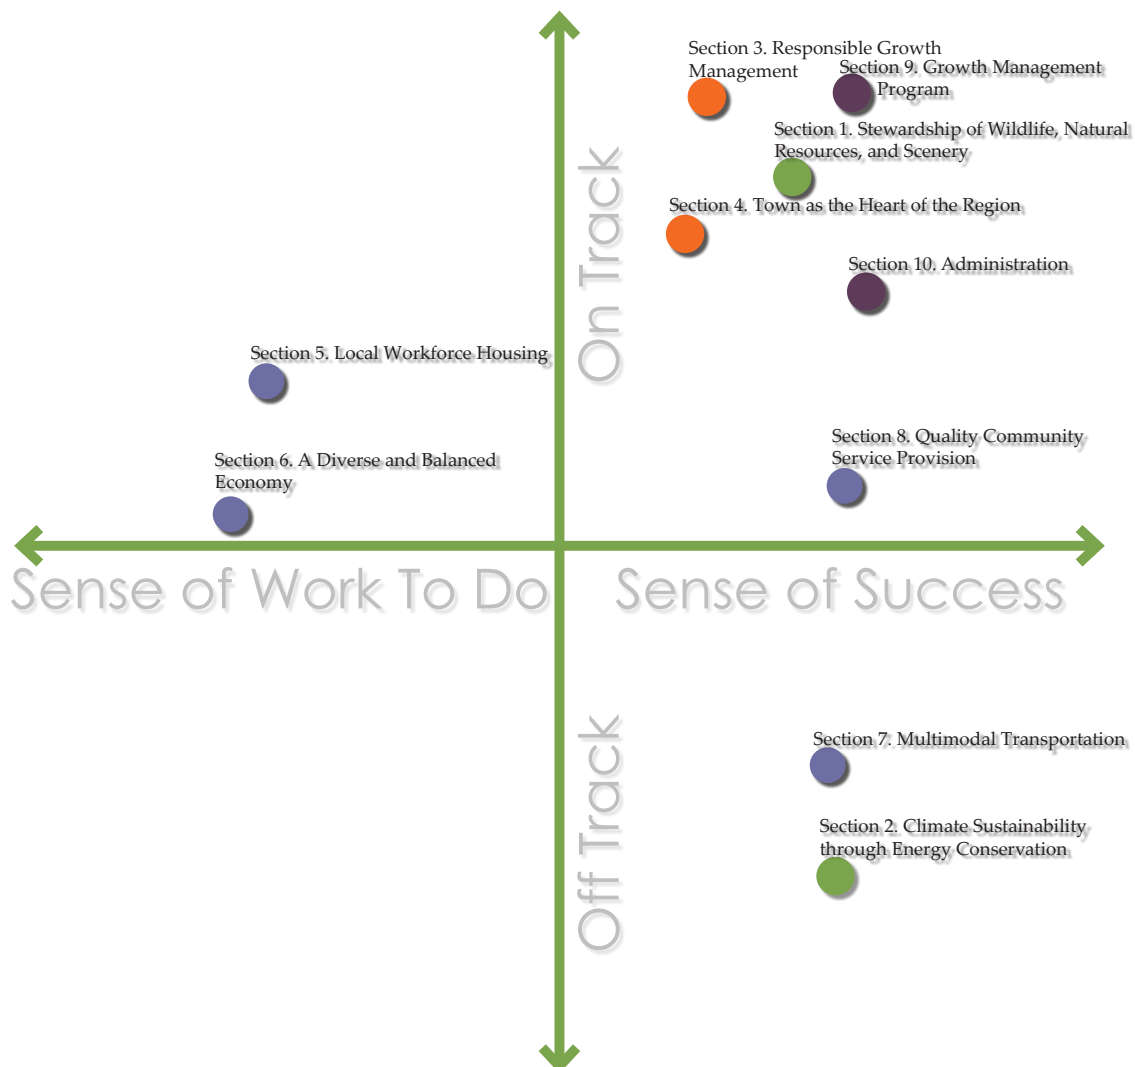 Section 3. Responsible Growth
Management
Section 9. Growth Management
Program
Section 1. Stewardship of Wildlife, Natural
Resources, and Scenery
On Track
Section 4. Town as the Heart of the Region
Section 10. Administration
Section 5. Local Workforce Housing
Section 8. Quality Community
Service Provision
Section 6. A Diverse and Balanced
Economy
Sense of Work To Do
Sense of Success
Off Track
Section 7. Multimodal Transportation
Section 2. Climate Sustainability
through Energy Conservation